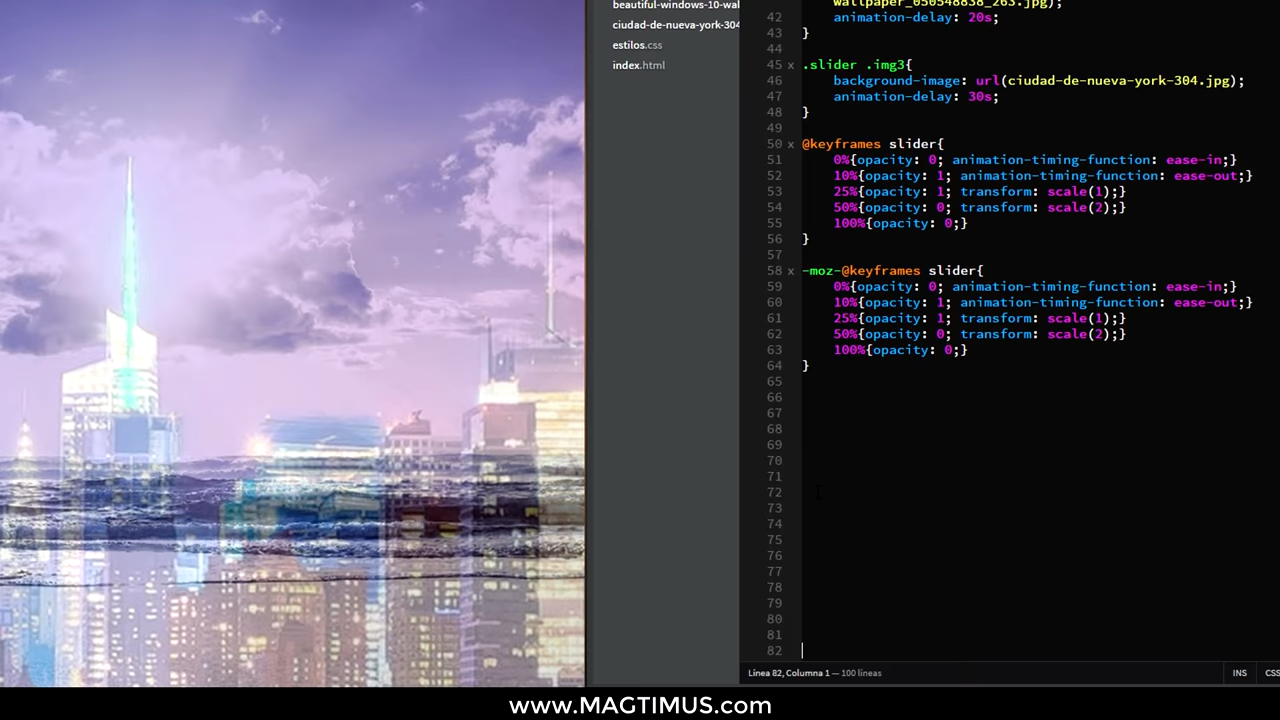 beautiful-windows-10-wal
ciudad-de-nueva-york-304
estilos.css
index.html
wallpaper_050548838_263.jpg);
42 animation-delay: 20s;
43 }
44
45 x .slider .img3{
46 background-image: url(ciudad-de-nueva-york-304.jpg);
47 animation-delay: 30s;
48 }
49
50 x @keyframes slider{
51 0%{opacity: 0; animation-timing-function: ease-in;}
52 10%{opacity: 1; animation-timing-function: ease-out;}
53 25%{opacity: 1; transform: scale(1);}
54 50%{opacity: 0; transform: scale(2);}
55 100%{opacity: 0;}
56 }
57
58 x -moz-@keyframes slider{
59 0%{opacity: 0; animation-timing-function: ease-in;}
60 10%{opacity: 1; animation-timing-function: ease-out;}
61 25%{opacity: 1; transform: scale(1);}
62 50%{opacity: 0; transform: scale(2);}
63 100%{opacity: 0;}
64 }
65
66
67
68
69
70
71
72
73
74
75
76
77
78
79
80
81
82
Línea 82, Columna 1 — 100 líneas
INS
CSS
www.MAGTIMUS.com